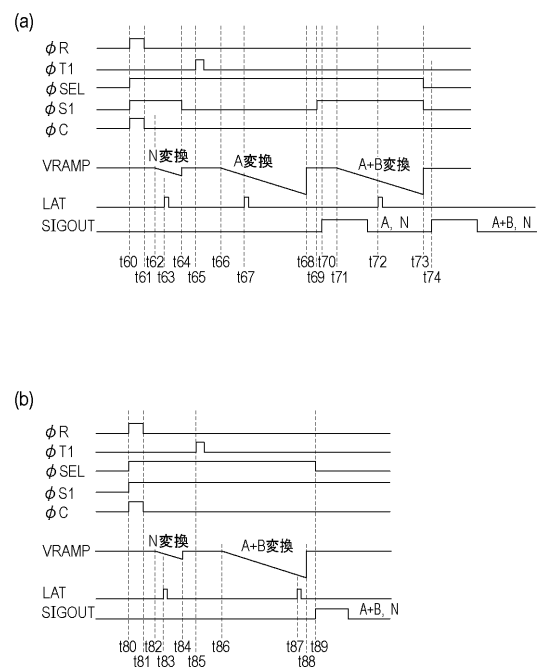 (a)
φR
φT1
φSEL
φS1
φC
VRAMP
N変換
A変換
A+B変換
LAT
SIGOUT
A, N
A+B, N
t60 t62 t64 t66 t68 t70 t72 t73
t61 t63 t65 t67 t69 t71 t74
(b)
φR
φT1
φSEL
φS1
φC
VRAMP
N変換
A+B変換
LAT
SIGOUT
A+B, N
t80 t82 t84 t86 t87 t89
t81 t83 t85 t88